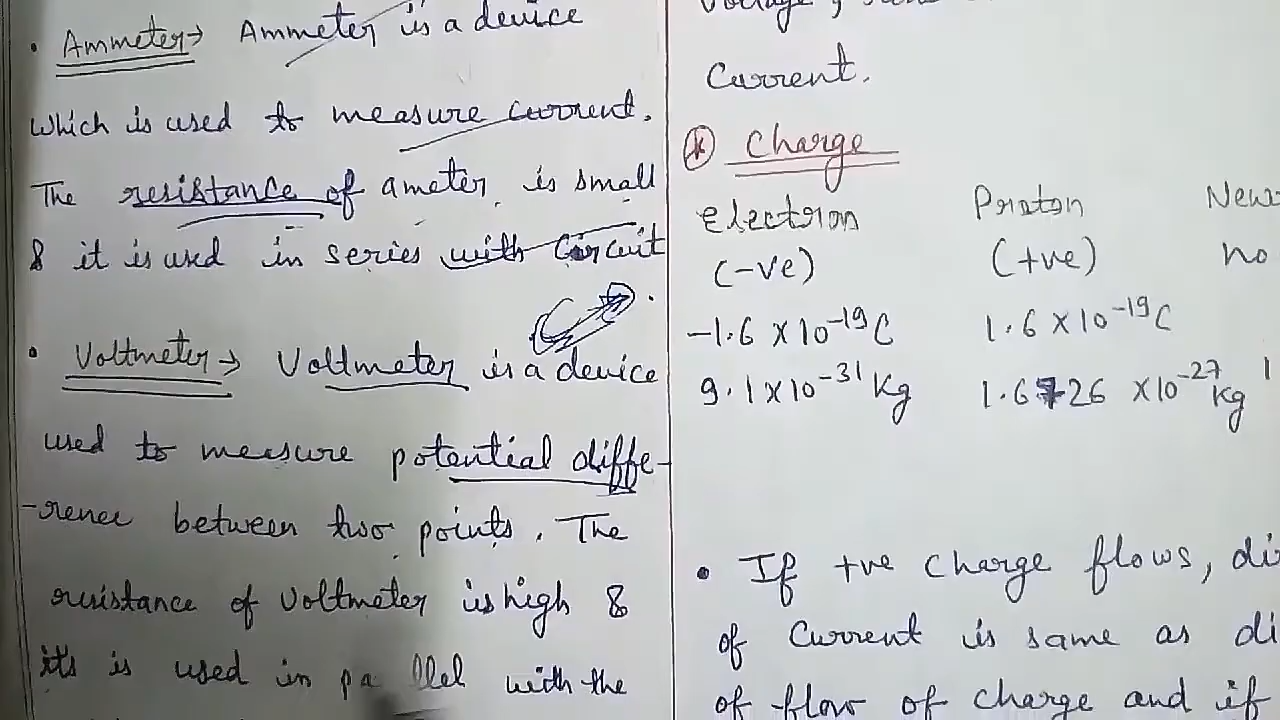 • Ammeter → Ammeter is a device
which is used to measure current.
The resistance of ameter is small
& it is used in series with circuit
.
• Voltmeter → Voltmeter is a device
used to measure potential diffe-
-rence between two points. The
resistance of Voltmeter is high &
its is used in pa llel with the
Current.
* Charge
Electron Proton
(-ve) (+ve) no
-1.6 × 10⁻¹⁹ C 1.6 × 10⁻¹⁹ C
9.1 × 10⁻³¹ Kg 1.6726 × 10⁻²⁷ Kg 1
• If +ve charge flows, di
of Current is same as di
of flow of charge and if